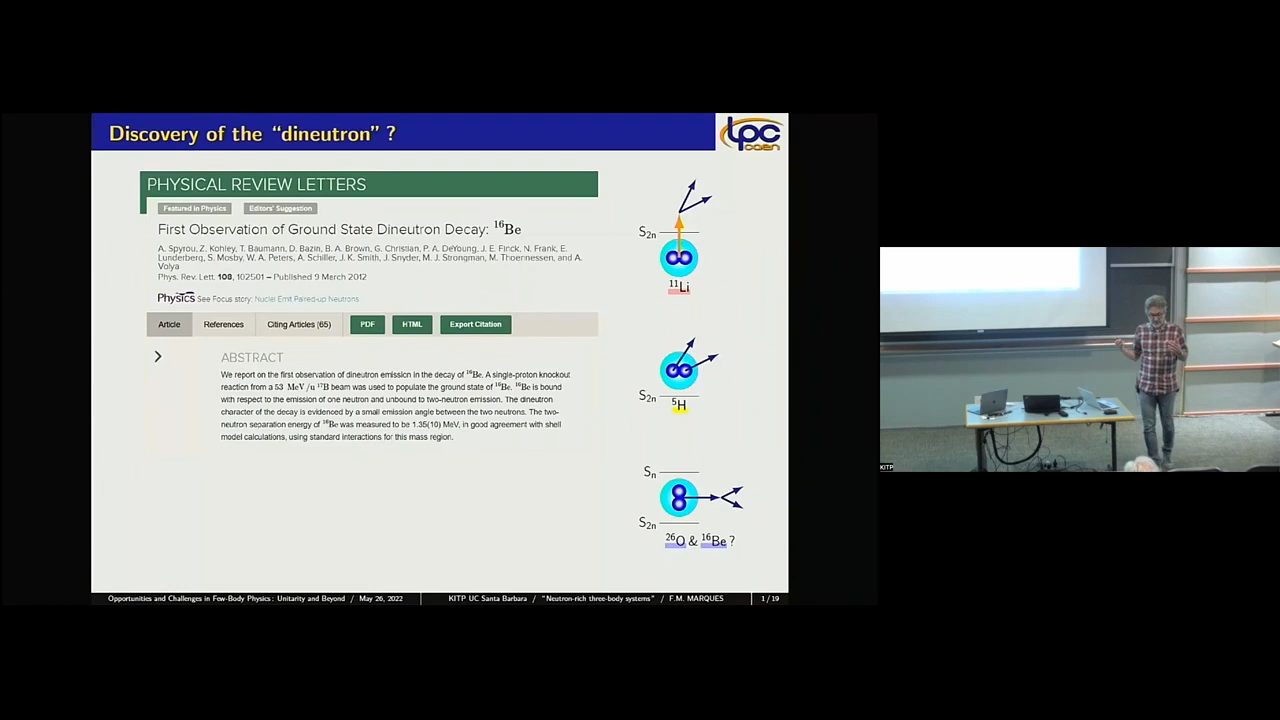 Discovery of the “dineutron” ?
LPC
caen
PHYSICAL REVIEW LETTERS
Featured in Physics
Editors' Suggestion
First Observation of Ground State Dineutron Decay: ¹⁶Be
A. Spyrou, Z. Kohley, T. Baumann, D. Bazin, B. A. Brown, G. Christian, P. A. DeYoung, J. E. Finck, N. Frank, E.
Lunderberg, S. Mosby, W. A. Peters, A. Schiller, J. K. Smith, J. Snyder, M. J. Strongman, M. Thoennessen, and A.
Volya
Phys. Rev. Lett. 108, 102501 – Published 9 March 2012
Physics See Focus story: Nuclei Emit Paired-up Neutrons
Article
References
Citing Articles (65)
PDF
HTML
Export Citation
ABSTRACT
We report on the first observation of dineutron emission in the decay of ¹⁶Be. A single-proton knockout
reaction from a 53 MeV/u ¹⁷B beam was used to populate the ground state of ¹⁶Be. ¹⁶Be is bound
with respect to the emission of one neutron and unbound to two-neutron emission. The dineutron
character of the decay is evidenced by a small emission angle between the two neutrons. The two-
neutron separation energy of ¹⁶Be was measured to be 1.35(10) MeV, in good agreement with shell
model calculations, using standard interactions for this mass region.
S₂ₙ
¹¹Li
S₂ₙ
⁵H
Sₙ
S₂ₙ
²⁶O & ¹⁶Be ?
Opportunities and Challenges in Few-Body Physics: Unitarity and Beyond / May 26, 2022
KITP UC Santa Barbara / "Neutron-rich three-body systems" / F.M. MARQUES
1 / 19
KITP